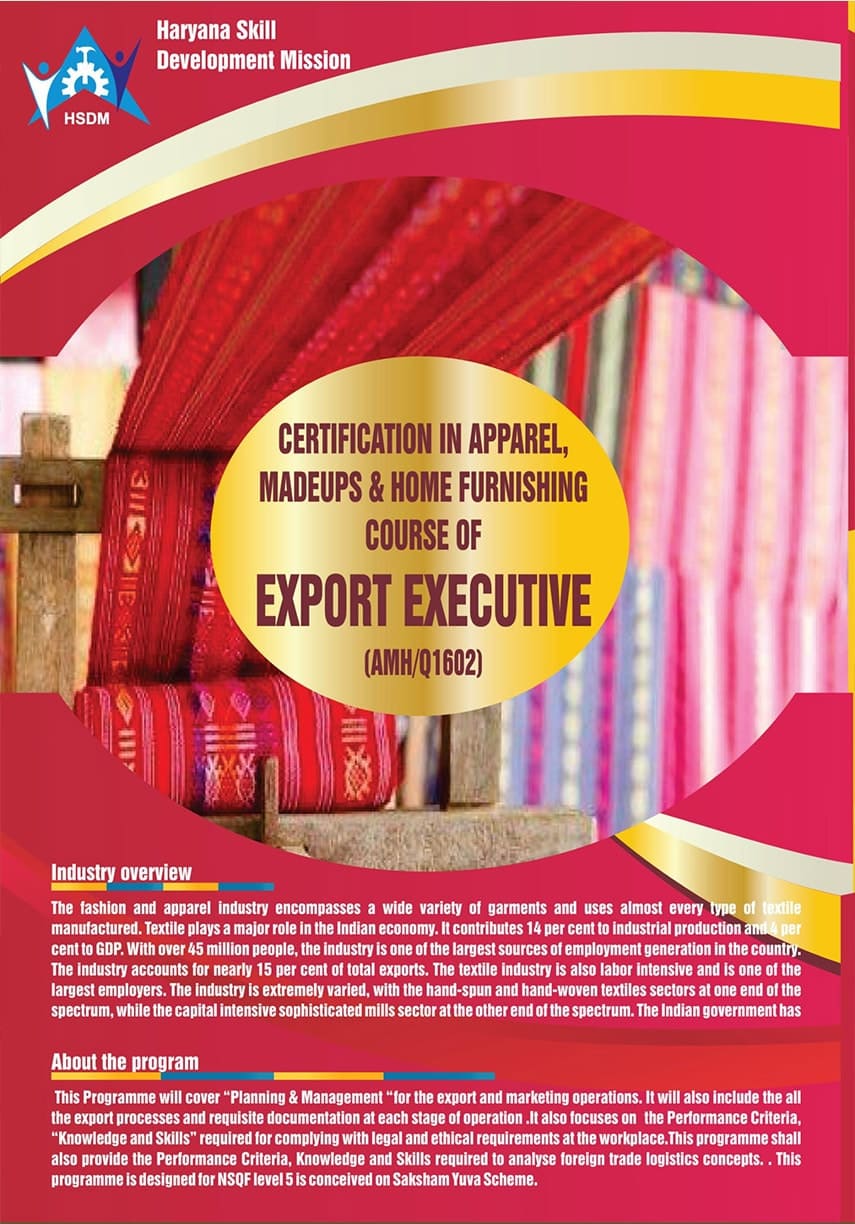 Haryana Skill
Development Mission
HSDM
CERTIFICATION IN APPAREL,
MADEUPS & HOME FURNISHING
COURSE OF
EXPORT EXECUTIVE
(AMH/Q1602)
Industry overview
The fashion and apparel industry encompasses a wide variety of garments and uses almost every type of textile
manufactured. Textile plays a major role in the Indian economy. It contributes 14 per cent to industrial production and 4 per
cent to GDP. With over 45 million people, the industry is one of the largest sources of employment generation in the country.
The industry accounts for nearly 15 per cent of total exports. The textile industry is also labor intensive and is one of the
largest employers. The industry is extremely varied, with the hand-spun and hand-woven textiles sectors at one end of the
spectrum, while the capital intensive sophisticated mills sector at the other end of the spectrum. The Indian government has
About the program
This Programme will cover “Planning & Management “for the export and marketing operations. It will also include the all
the export processes and requisite documentation at each stage of operation .It also focuses on the Performance Criteria,
“Knowledge and Skills” required for complying with legal and ethical requirements at the workplace.This programme shall
also provide the Performance Criteria, Knowledge and Skills required to analyse foreign trade logistics concepts. . This
programme is designed for NSQF level 5 is conceived on Saksham Yuva Scheme.